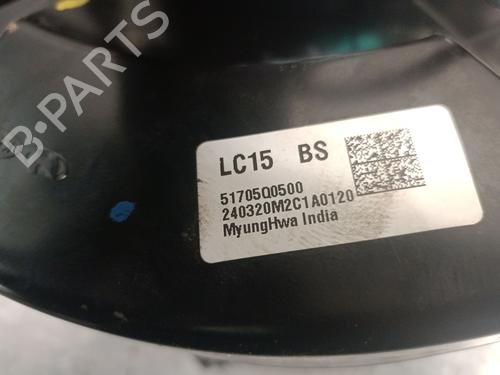 B-PARTS
LC15 BS
51705Q0500
240320M2C1A0120
MyungHwa India